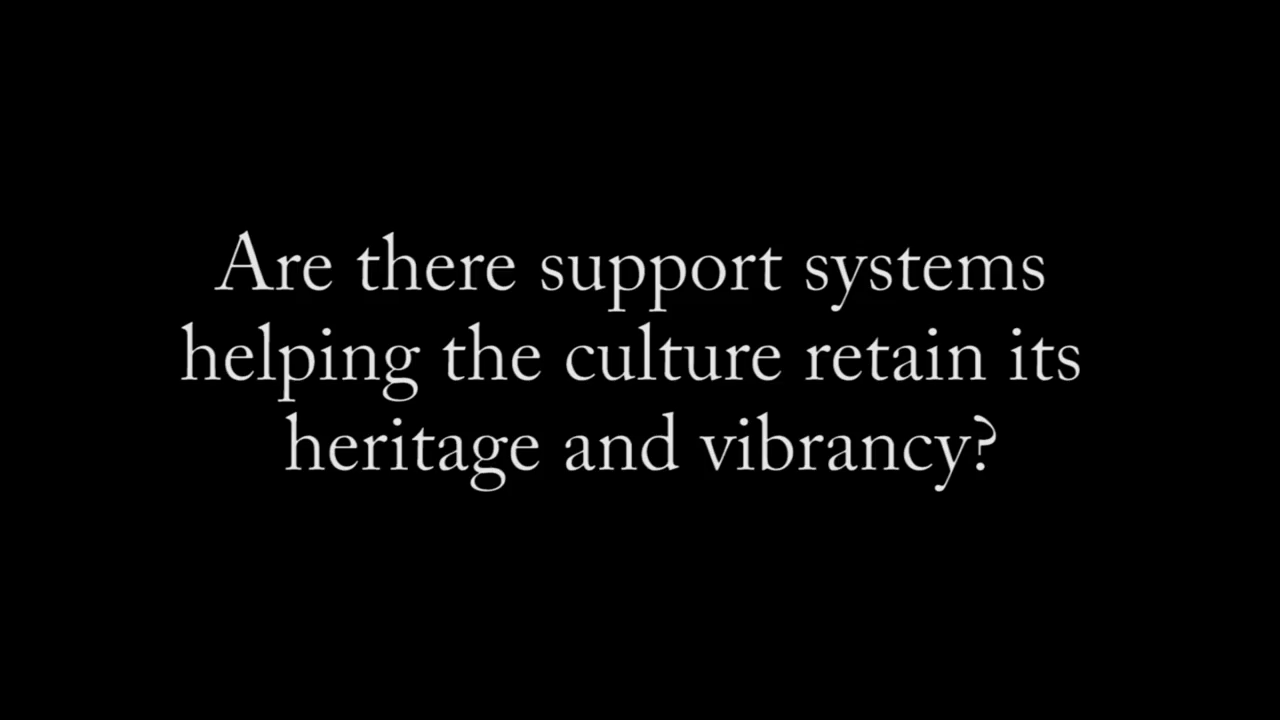 Are there support systems
helping the culture retain its
heritage and vibrancy?